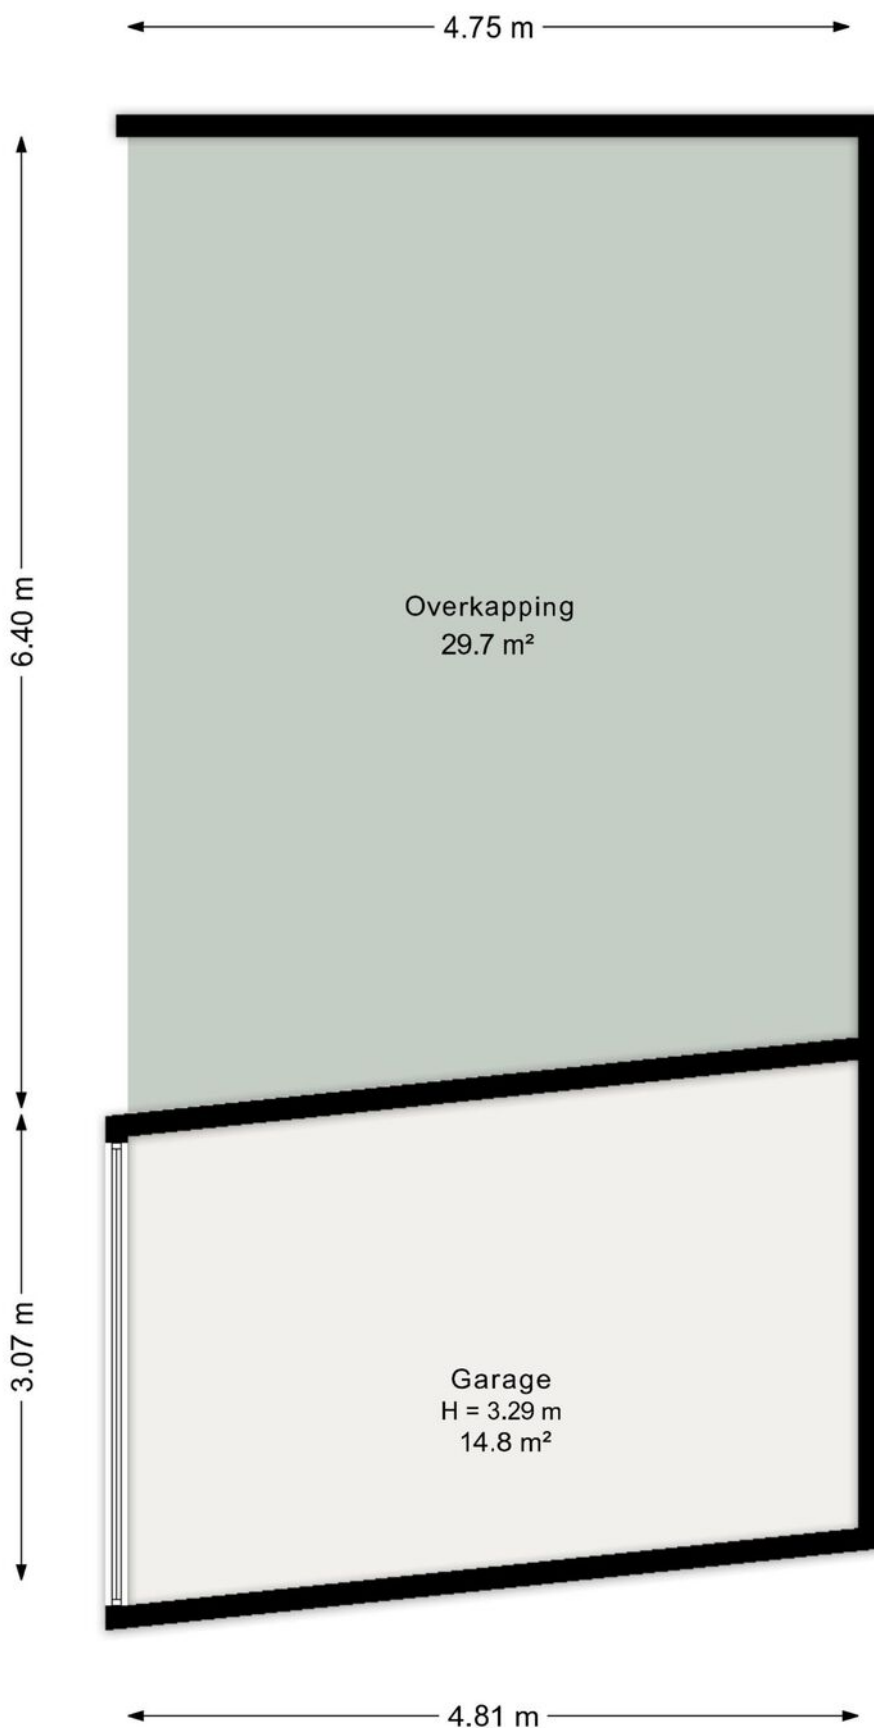 4.75 m
6.40 m
Overkapping
29.7 m²
3.07 m
Garage
H = 3.29 m
14.8 m²
4.81 m